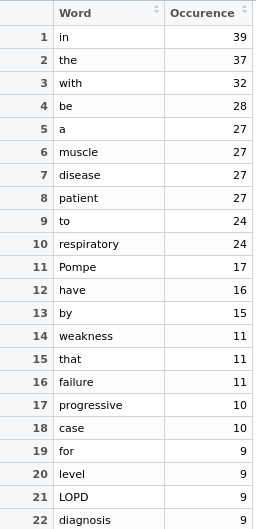 Word Occurence
1 in 39
2 the 37
3 with 32
4 be 28
5 a 27
6 muscle 27
7 disease 27
8 patient 27
9 to 24
10 respiratory 24
11 Pompe 17
12 have 16
13 by 15
14 weakness 11
15 that 11
16 failure 11
17 progressive 10
18 case 10
19 for 9
20 level 9
21 LOPD 9
22 diagnosis 9